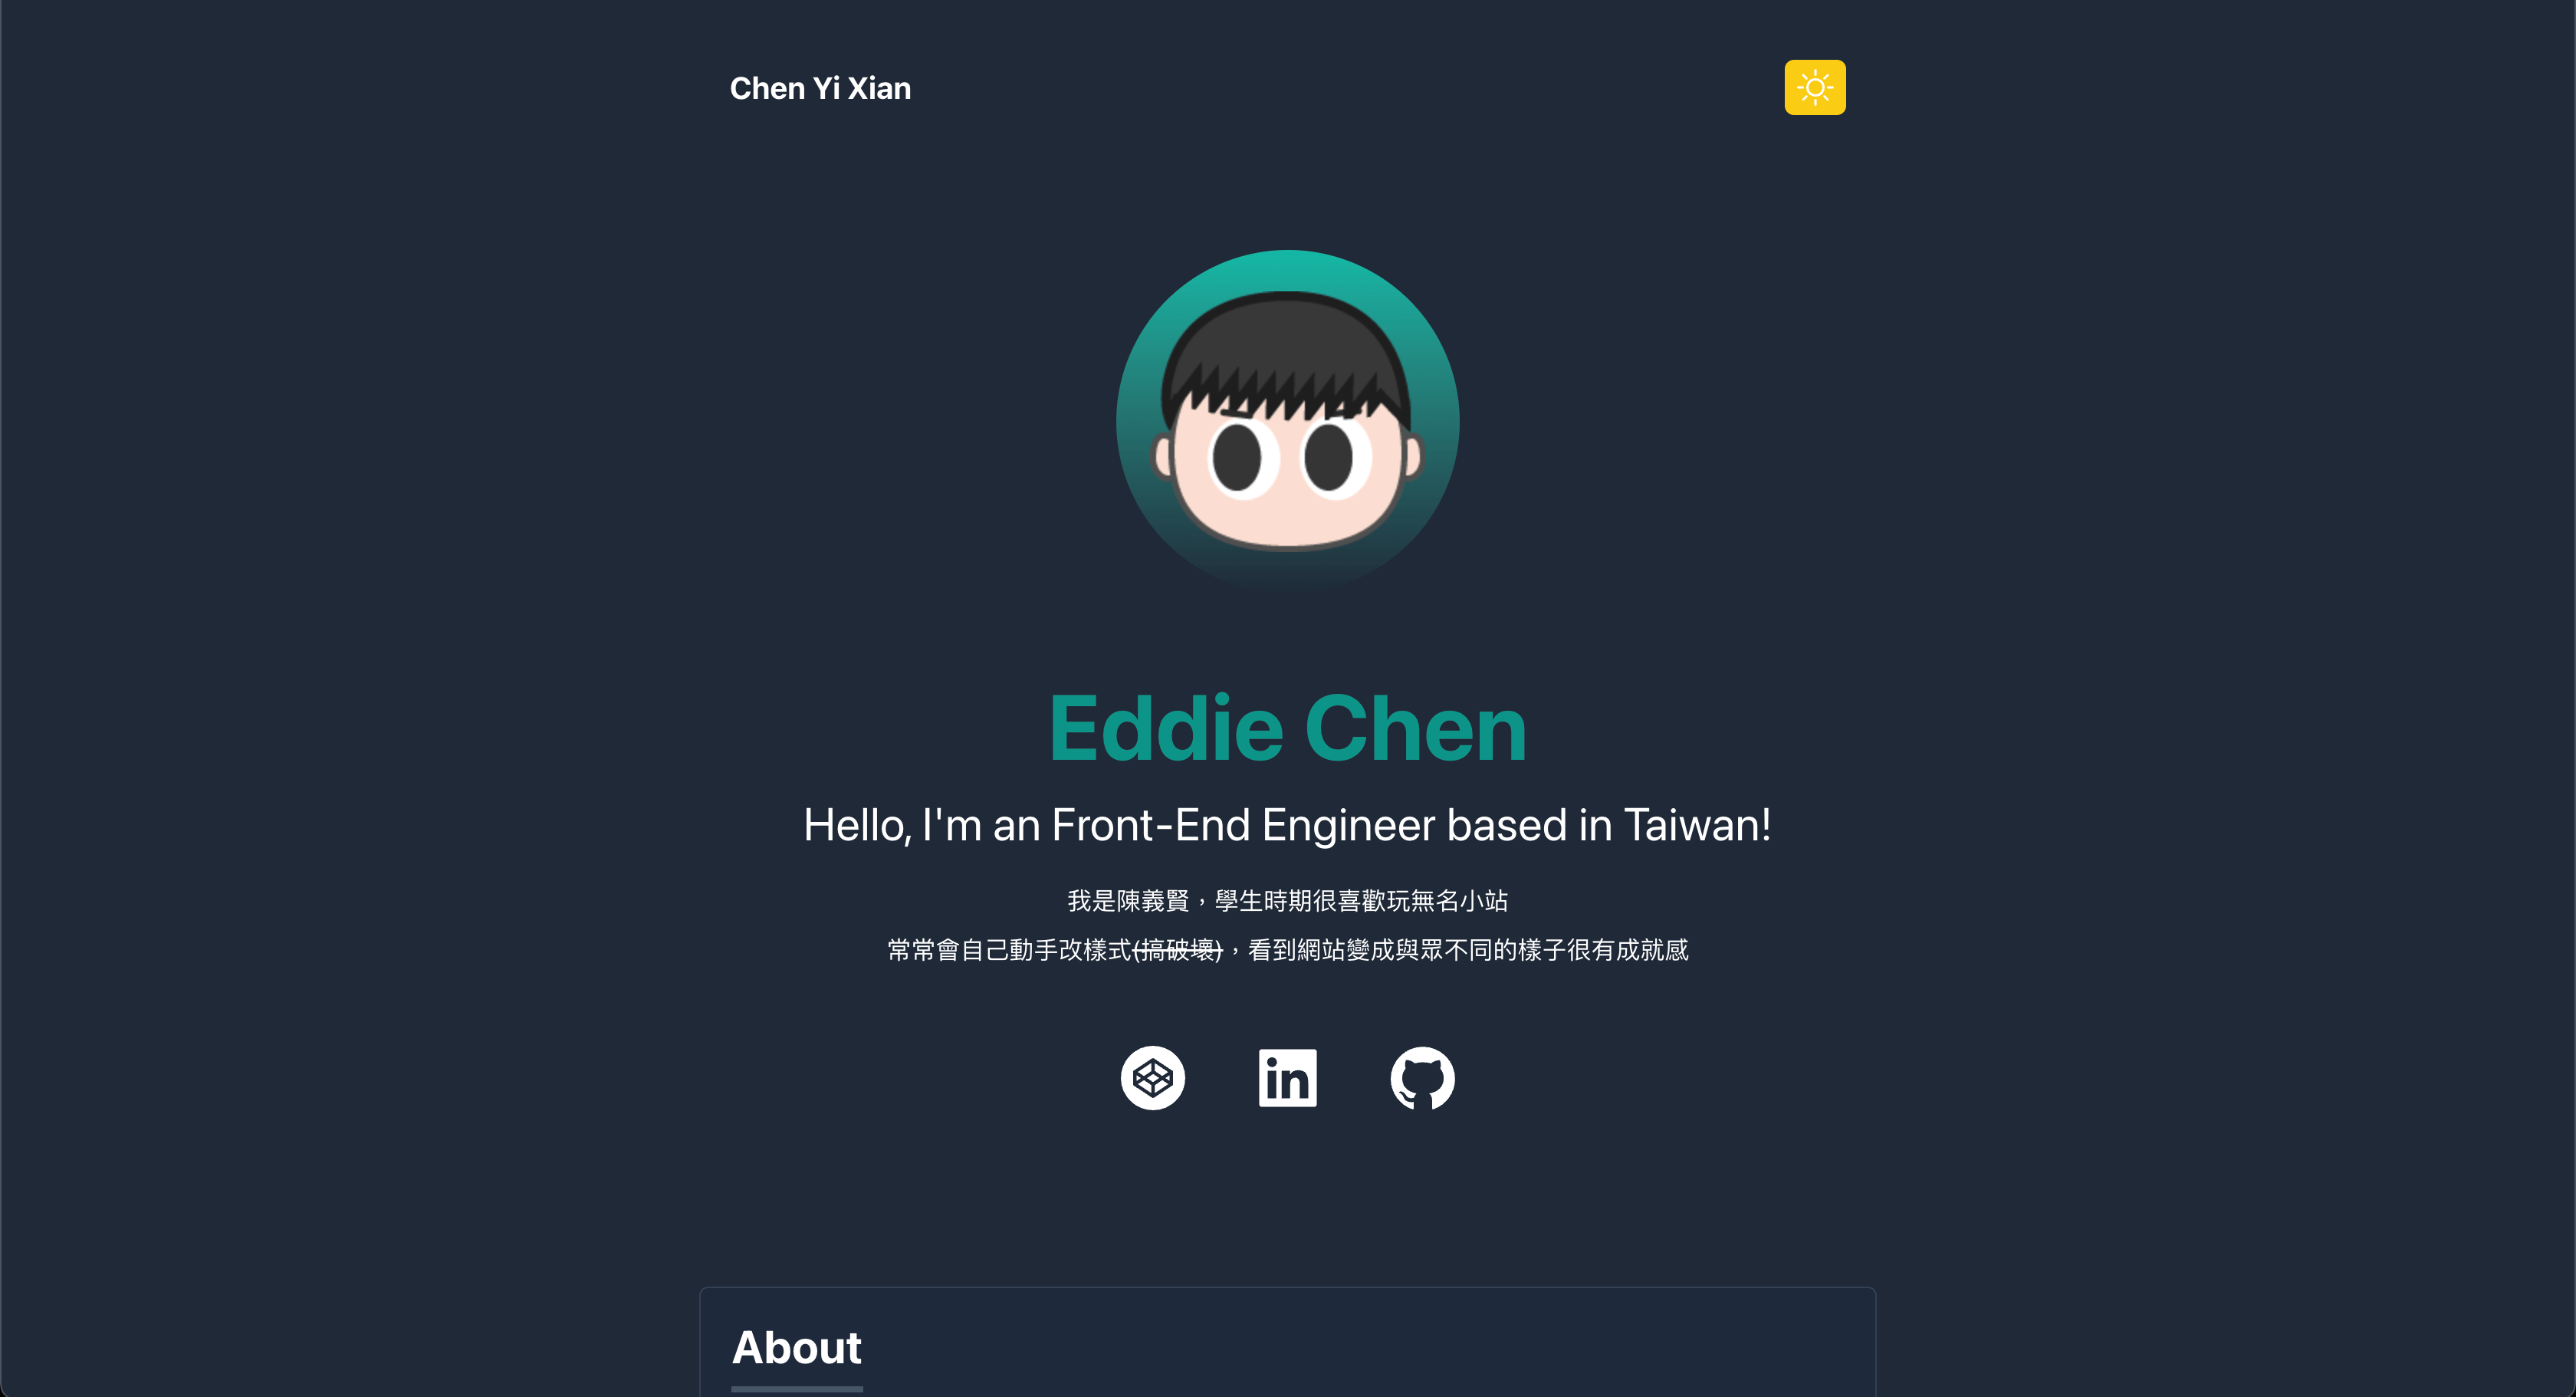 Chen Yi Xian
Eddie Chen
Hello, I'm an Front-End Engineer based in Taiwan!
我是陳義賢，學生時期很喜歡玩無名小站
常常會自己動手改樣式(搞破壞)，看到網站變成與眾不同的樣子很有成就感
in
About